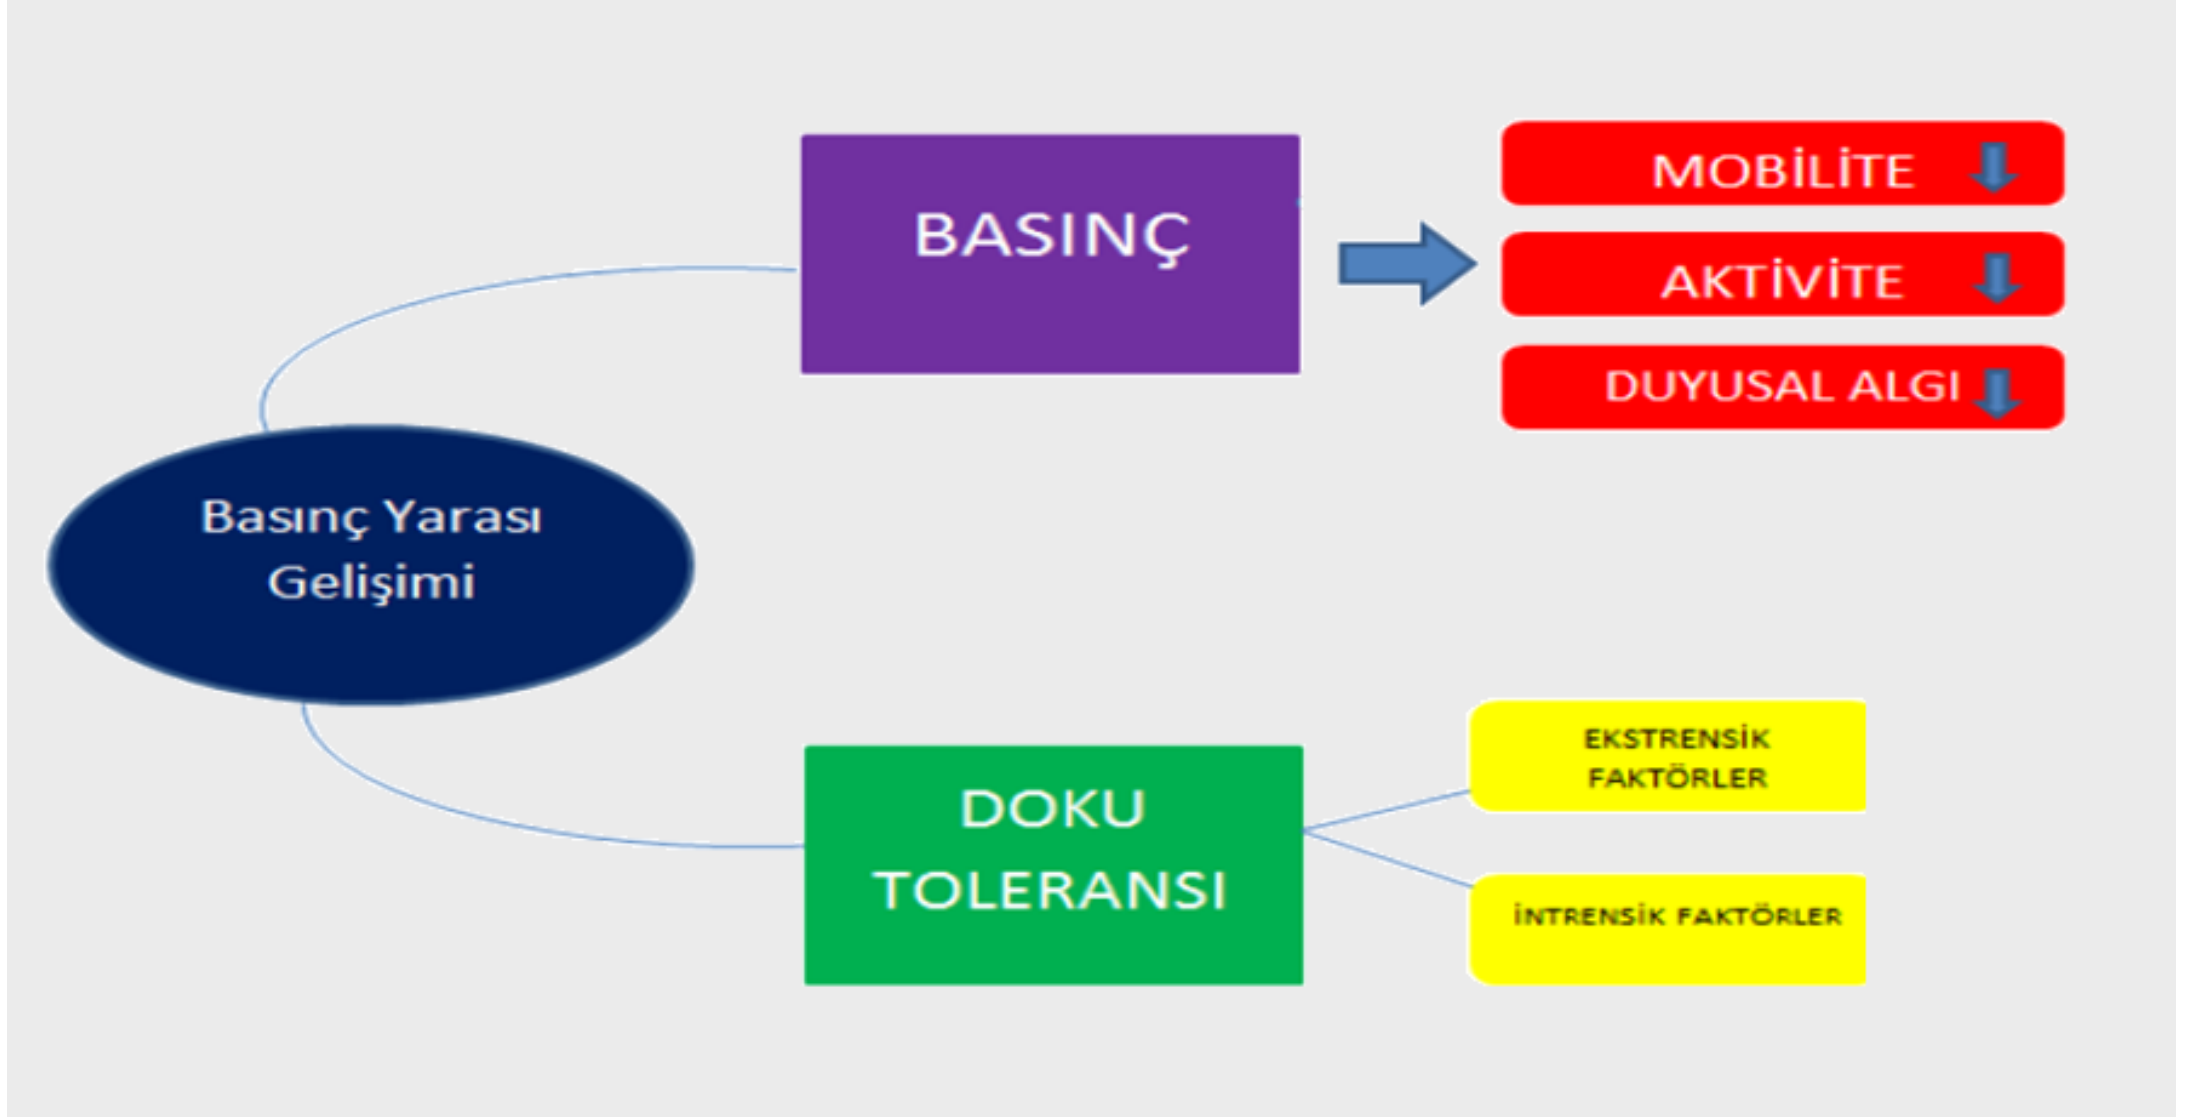 BASINÇ
MOBİLİTE
AKTİVİTE
DUYUSAL ALGI
Basınç Yarası
Gelişimi
DOKU
TOLERANSI
EKSTRENSİK
FAKTÖRLER
İNTRENSİK FAKTÖRLER